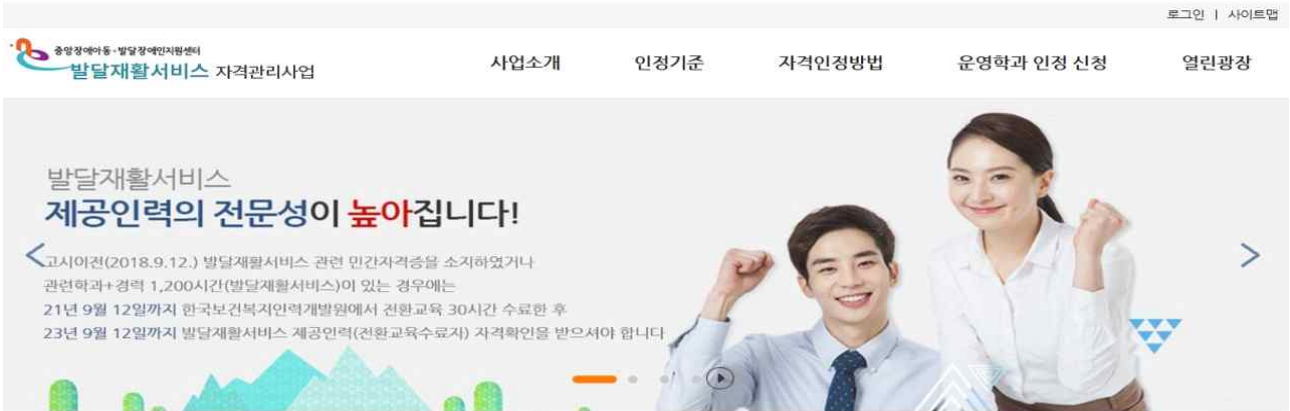 로그인 | 사이트맵
중앙장애아동·발달장애인지원센터
발달재활서비스 자격관리사업
사업소개 인정기준 자격인정방법 운영학과 인정 신청 열린광장
발달재활서비스
제공인력의 전문성이 높아집니다!
고시이전(2018.9.12.) 발달재활서비스 관련 민간자격증을 소지하였거나
관련학과+경력 1,200시간(발달재활서비스)이 있는 경우에는
21년 9월 12일까지 한국보건복지인력개발원에서 전환교육 30시간 수료한 후
23년 9월 12일까지 발달재활서비스 제공인력(전환교육수료자) 자격확인을 받으셔야 합니다